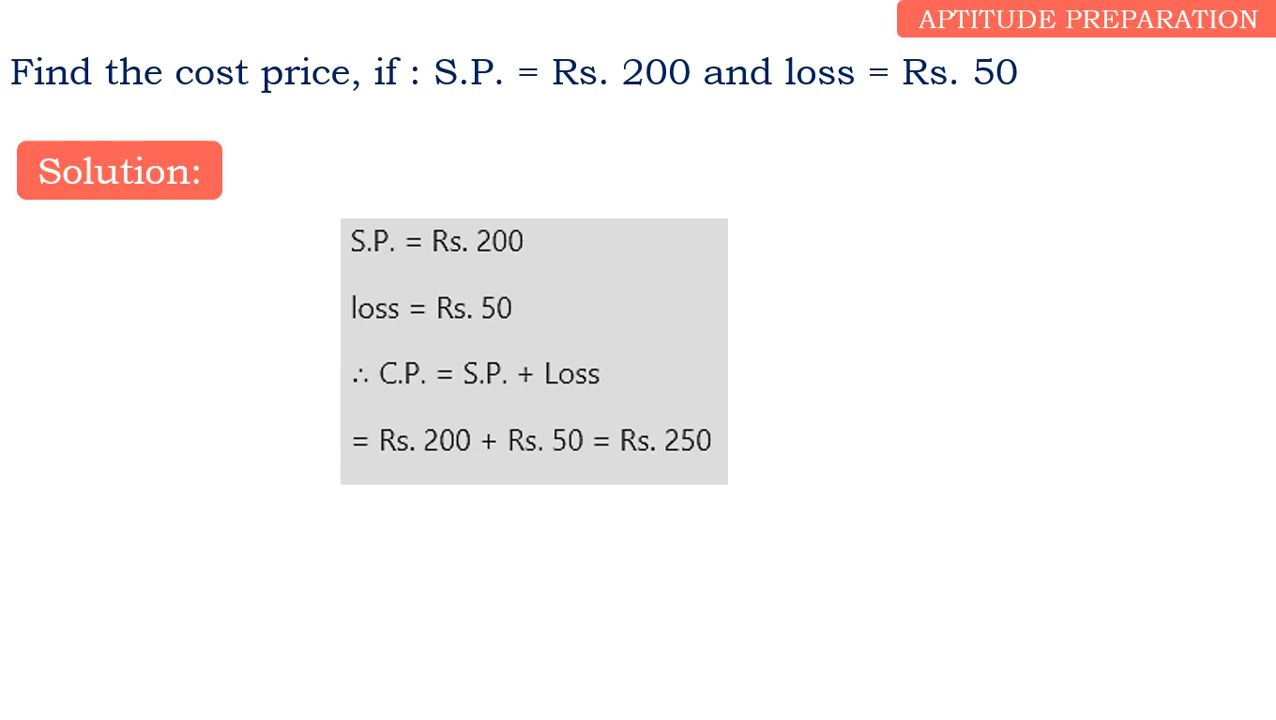 APTITUDE PREPARATION
Find the cost price, if : S.P. = Rs. 200 and loss = Rs. 50
Solution:
S.P. = Rs. 200
loss = Rs. 50
∴ C.P. = S.P. + Loss
= Rs. 200 + Rs. 50 = Rs. 250